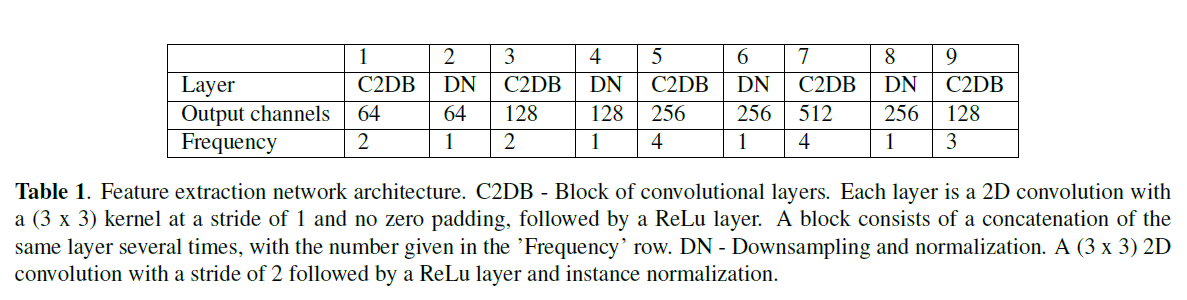 1 2 3 4 5 6 7 8 9
Layer C2DB DN C2DB DN C2DB DN C2DB DN C2DB
Output channels 64 64 128 128 256 256 512 256 128
Frequency 2 1 2 1 4 1 4 1 3
Table 1. Feature extraction network architecture. C2DB - Block of convolutional layers. Each layer is a 2D convolution with
a (3 x 3) kernel at a stride of 1 and no zero padding, followed by a ReLu layer. A block consists of a concatenation of the
same layer several times, with the number given in the ’Frequency’ row. DN - Downsampling and normalization. A (3 x 3) 2D
convolution with a stride of 2 followed by a ReLu layer and instance normalization.